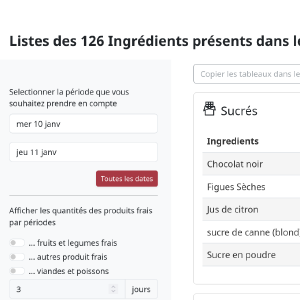 Listes des 126 Ingrédients présents dans
Selectionner la période que vous
souhaitez prendre en compte
mer 10 janv
jeu 11 janv
Toutes les dates
Afficher les quantités des produits frais
par périodes
... fruits et legumes frais
... autres produit frais
... viandes et poissons
3 jours
Copier les tableaux dans le
Sucrés
Ingredients
Chocolat noir
Figues Sèches
Jus de citron
sucre de canne (blond
Sucre en poudre